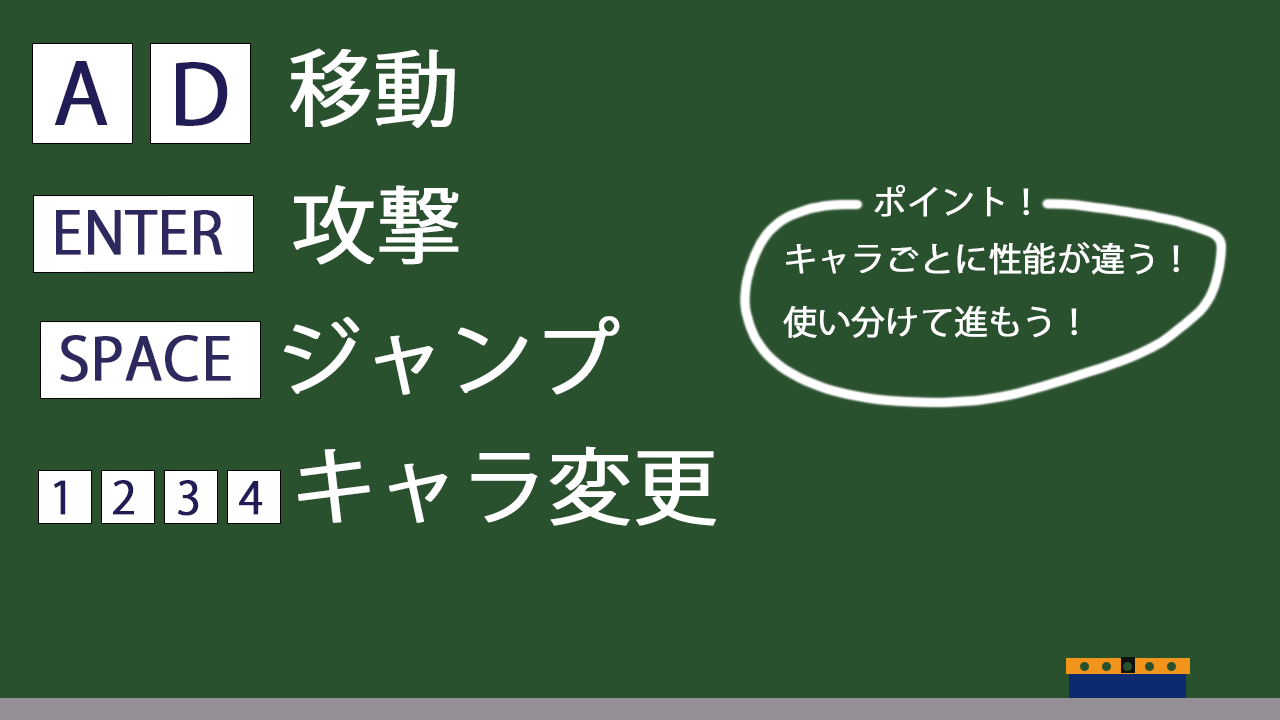 A D 移動
ENTER 攻撃
SPACE ジャンプ
1 2 3 4 キャラ変更
ポイント！
キャラごとに性能が違う！
使い分けて進もう！